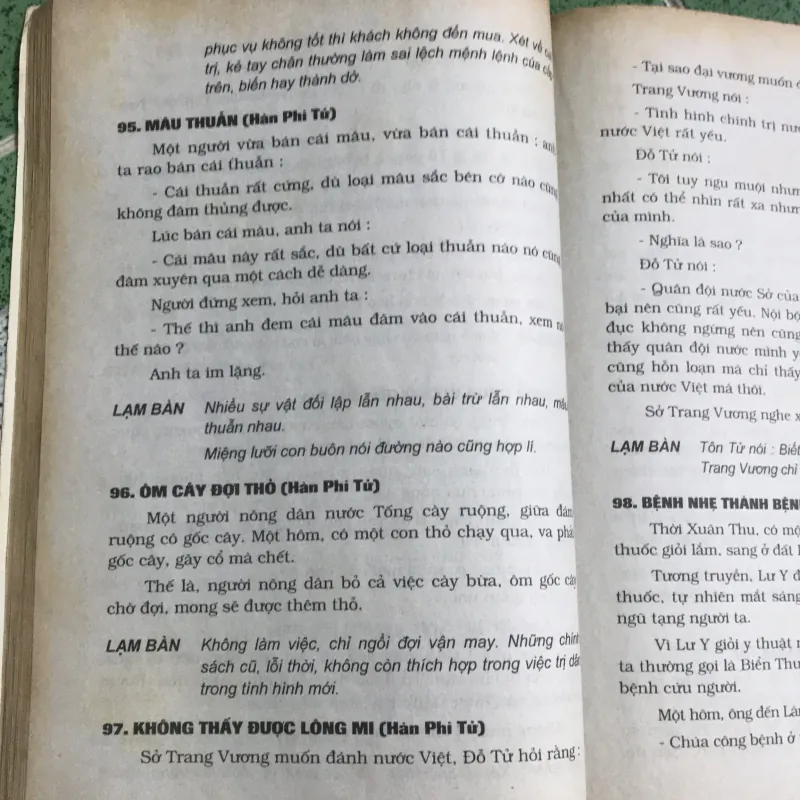 phục vụ không tốt thì khách không đến mua. Xét về
trị, kẻ tay chân thường làm sai lệch mệnh lệnh của
trên, biến hay thành dở.
95. MÂU THUẪN (Hàn Phi Tử)
Một người vừa bán cái mâu, vừa bán cái thuẫn ; anh
ta rao bán cái thuẫn :
- Cái thuẫn rất cứng, dù loại mâu sắc bén cỡ nào cũng
không đâm thủng được.
Lúc bán cái mâu, anh ta nói :
- Cái mâu này rất sắc, dù bất cứ loại thuẫn nào nó cũng
đâm xuyên qua một cách dễ dàng.
Người đứng xem, hỏi anh ta :
- Thế thì anh đem cái mâu đâm vào cái thuẫn, xem
thế nào ?
Anh ta im lặng.
LẠM BÀN Nhiều sự vật đối lập lẫn nhau, bài trừ lẫn nhau, mâu
thuẫn nhau.
Miệng lưỡi con buôn nói đường nào cũng hợp lí.
96. ÔM CÂY ĐỢI THỎ (Hàn Phi Tử)
Một người nông dân nước Tống cày ruộng, giữa đám
ruộng có gốc cây. Một hôm, có một con thỏ chạy qua, va phải
gốc cây, gãy cổ mà chết.
Thế là, người nông dân bỏ cả việc cày bừa, ôm gốc cây
chờ đợi, mong sẽ được thêm thỏ.
LẠM BÀN Không làm việc, chỉ ngồi đợi vận may. Những chính
sách cũ, lỗi thời, không còn thích hợp trong việc trị dân
trong tình hình mới.
97. KHÔNG THẤY ĐƯỢC LÔNG MI (Hàn Phi Tử)
Sở Trang Vương muốn đánh nước Việt, Đỗ Tử hỏi rằng :
- Tại sao đại vương muốn
Trang Vương nói :
- Tình hình chính trị
nước Việt rất yếu.
Đỗ Tử nói :
- Tôi tuy ngu muội
nhất có thể nhìn rất xa
của mình.
- Nghĩa là sao ?
Đỗ Tử nói :
- Quân đội nước Sở của
bại nên cũng rất yếu. Nội
đục không ngừng nên cũng
thấy quân đội nước mình
cũng hỗn loạn mà chỉ thấy
của nước Việt mà thôi.
Sở Trang Vương nghe
LẠM BÀN Tôn Tử nói : Biết
Trang Vương chỉ
98. BỆNH NHẸ THÀNH BỆNH
Thời Xuân Thu, có
thuốc giỏi lắm, sang ở đất
Tương truyền, Lư Y
thuốc, tự nhiên mắt sáng
ngũ tạng người ta.
Vì Lư Y giỏi y thuật
ta thường gọi là Biển
bệnh cứu người.
Một hôm, ông đến
- Chúa công bệnh ở